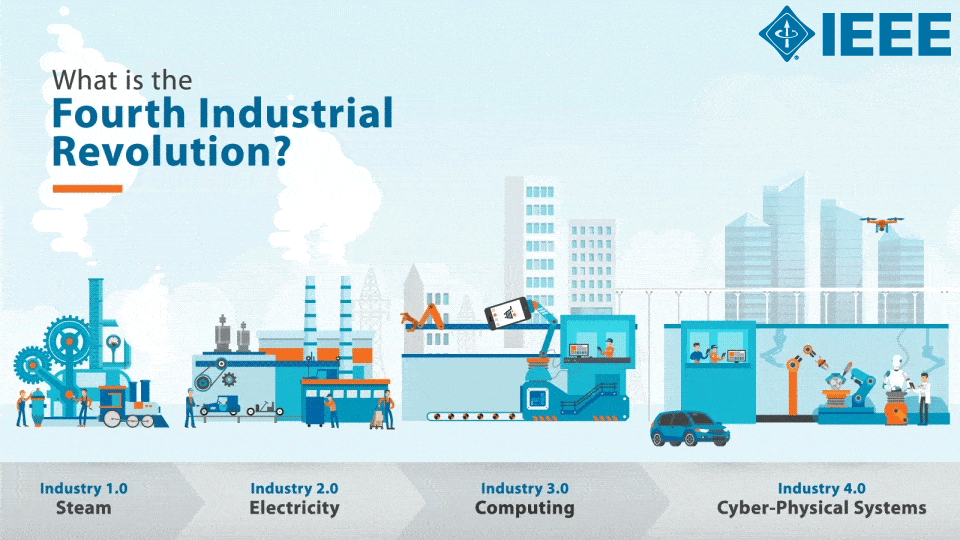 IEEE
What is the
Fourth Industrial
Revolution?
Industry 1.0
Steam
Industry 2.0
Electricity
Industry 3.0
Computing
Industry 4.0
Cyber-Physical Systems